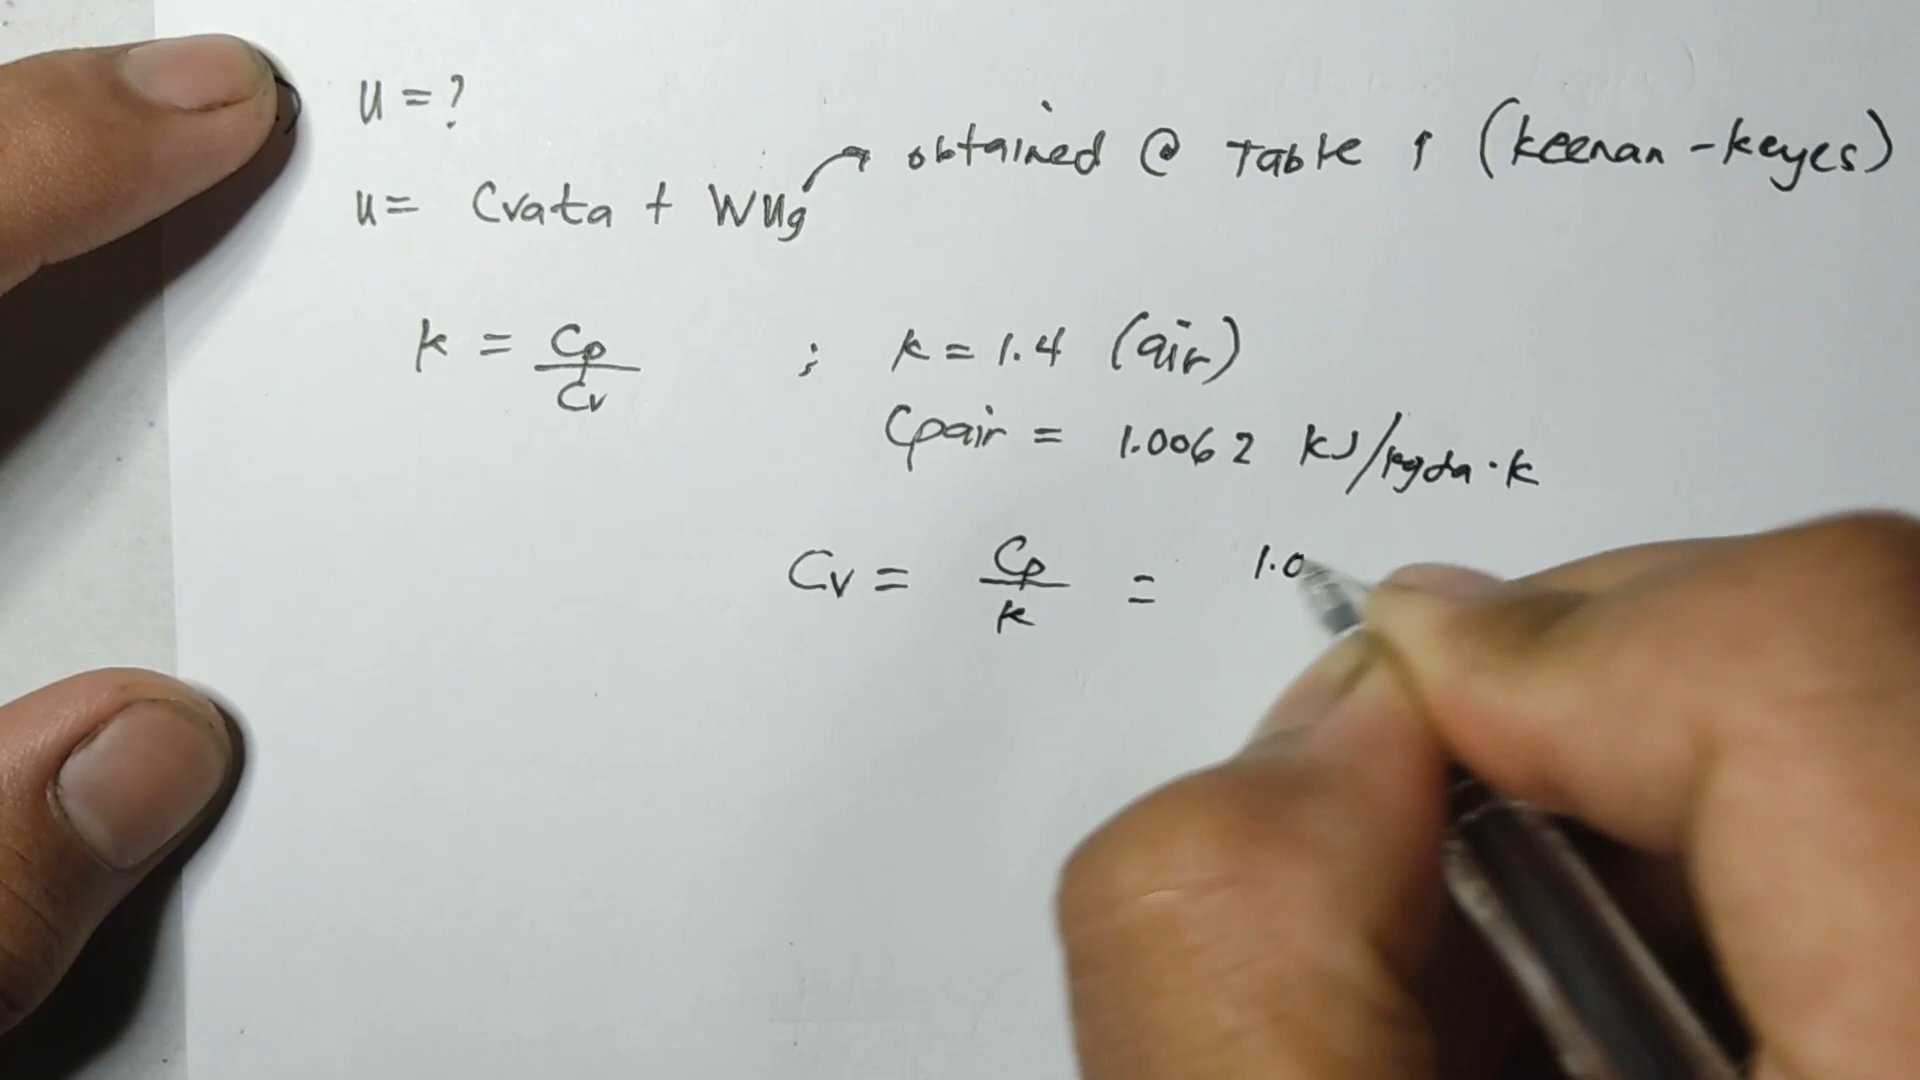 u = ?
u = Cvata + Wug → obtained @ Table 1 (keenan - keyes)
k = Cp / Cv ; k = 1.4 (air)
Cpair = 1.0062 kJ/kgda·k
Cv = Cp / k = 1.0